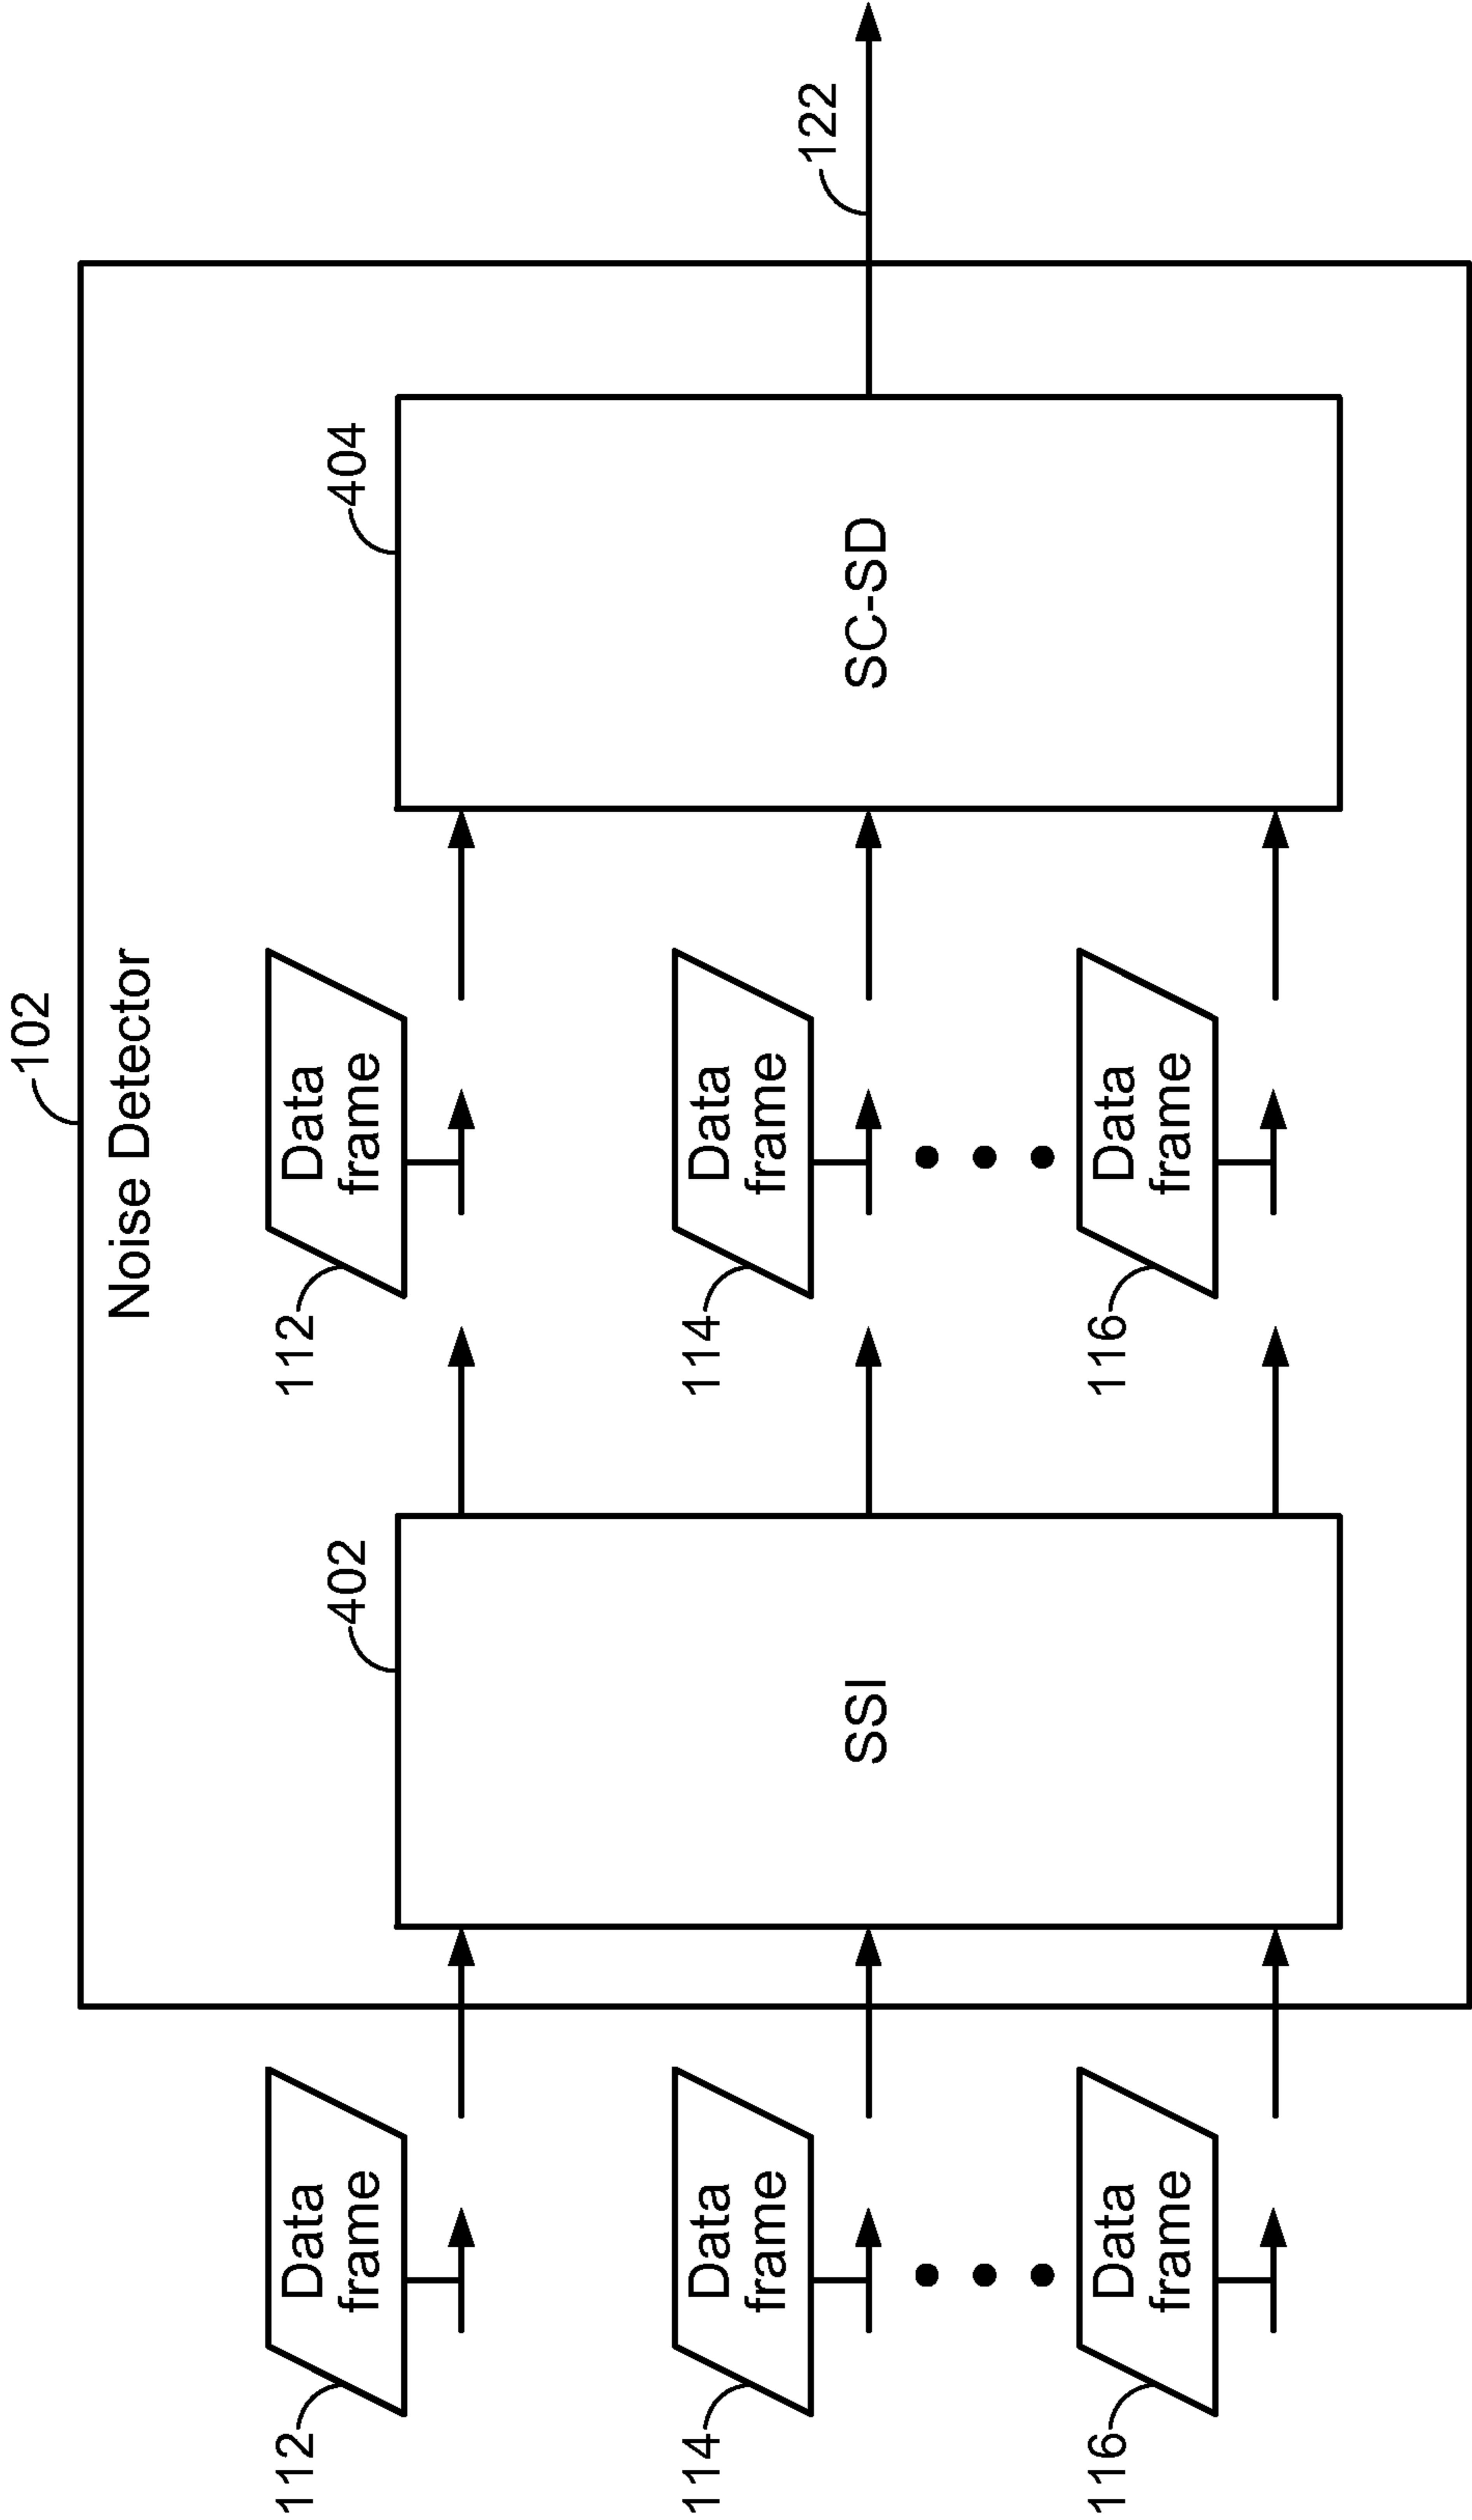 102
Noise Detector
112
Data
frame
402
112
Data
frame
404
114
Data
frame
SSI
114
Data
frame
SC-SD
122
116
Data
frame
116
Data
frame